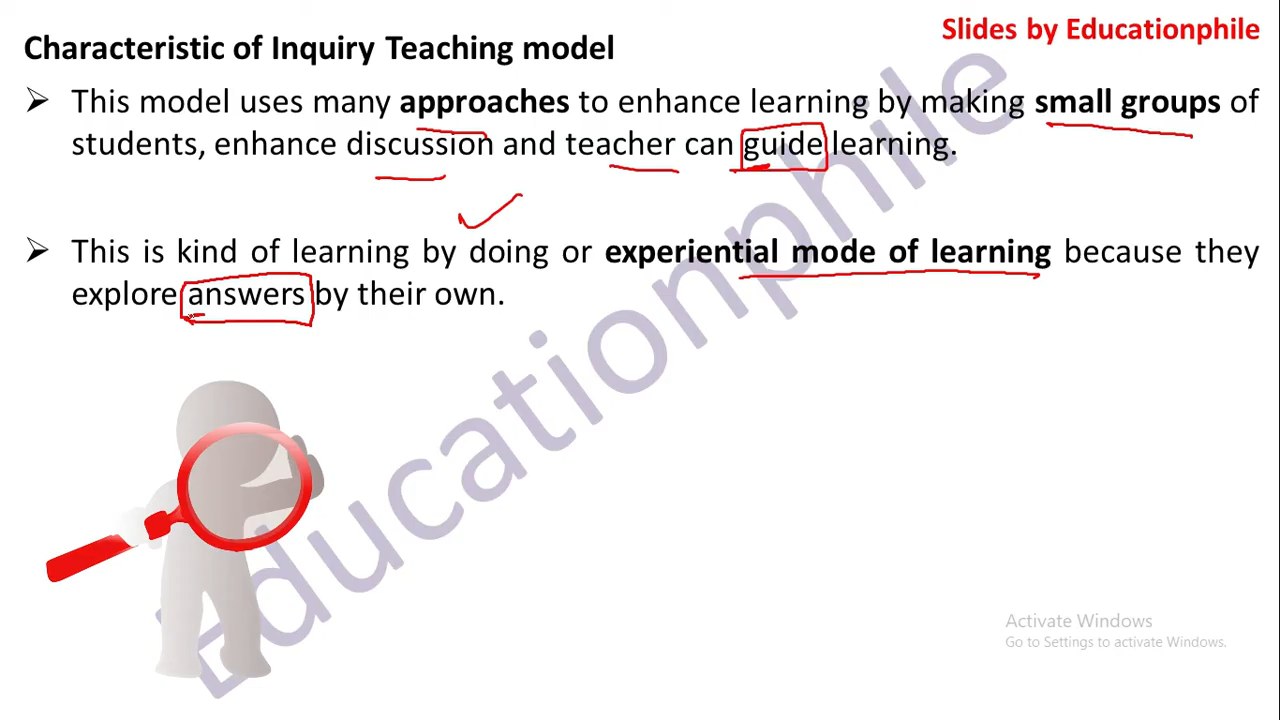 Slides by Educationphile
Characteristic of Inquiry Teaching model
➢ This model uses many approaches to enhance learning by making small groups of
students, enhance discussion and teacher can guide learning.
➢ This is kind of learning by doing or experiential mode of learning because they
explore answers by their own.
Educationphile
Activate Windows
Go to Settings to activate Windows.